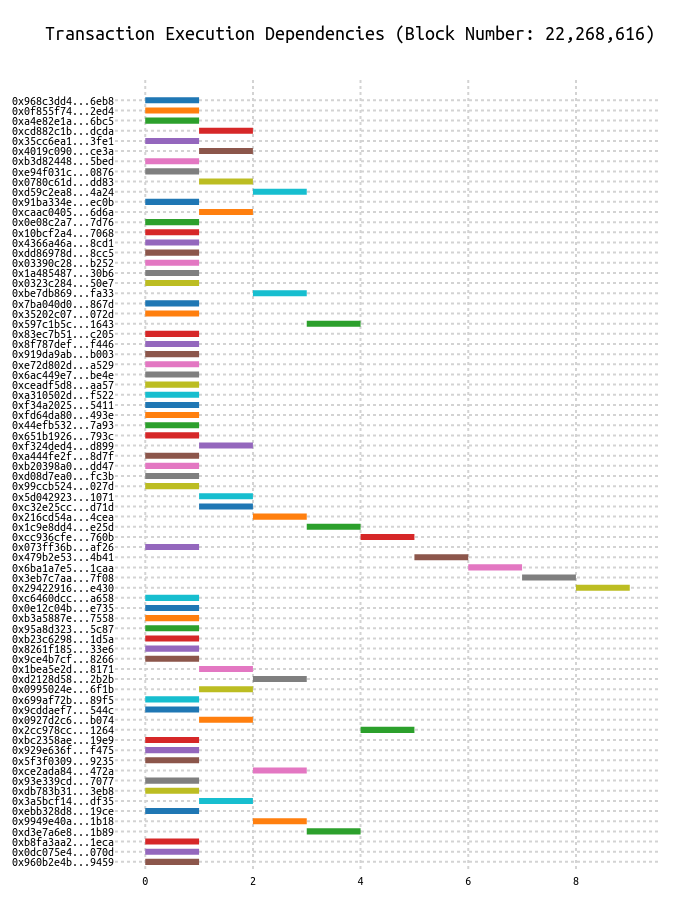 Transaction Execution Dependencies (Block Number: 22,268,616)
0x968c3dd4...6eb8
0x0f855f74...2ed4
0xa4e82e1a...6bc5
0xcd882c1b...dcda
0x35cc6ea1...3fe1
0x4019c090...ce3a
0xb3d82448...5bed
0xe94f031c...0876
0x0780c61d...dd83
0xd59c2ea8...4a24
0x91ba334e...ec0b
0xcaac0405...6d6a
0x0e08c2a7...7d76
0x10bcf2a4...7068
0x4366a46a...8cd1
0xdd86978d...8cc5
0x03390c28...b252
0x1a485487...30b6
0x0323c284...50e7
0xbe7db869...fa33
0x7ba040d0...867d
0x35202c07...072d
0x597c1b5c...1643
0x83ec7b51...c205
0x8f787def...f446
0x919da9ab...b003
0xe72d802d...a529
0x6ac449e7...be4e
0xceadf5d8...aa57
0xa310502d...f522
0xf34a2025...5411
0xfd64da80...493e
0x44efb532...7a93
0x651b1926...793c
0xf324ded4...d899
0xa444fe2f...8d7f
0xb20398a0...dd47
0xd08d7ea0...fc3b
0x99ccb524...027d
0x5d042923...1071
0xc32e25cc...d71d
0x216cd54a...4cea
0x1c9e8dd4...e25d
0xcc936cfe...760b
0x073ff36b...af26
0x479b2e53...4b41
0x6ba1a7e5...1caa
0x3eb7c7aa...7f08
0x29422916...e430
0xc6460dcc...a658
0x0e12c04b...e735
0xb3a5887e...7558
0x95a8d323...5c87
0xb23c6298...1d5a
0x8261f185...33e6
0x9ce4b7cf...8266
0x1bea5e2d...8171
0xd2128d58...2b2b
0x0995024e...6f1b
0x699af72b...89f5
0x9cddaef7...544c
0x0927d2c6...b074
0x2cc978cc...1264
0xbc2358ae...19e9
0x929e636f...f475
0x5f3f0309...9235
0xce2ada84...472a
0x93e339cd...7077
0xdb783b31...3eb8
0x3a5bcf14...df35
0xebb328d8...19ce
0x9949e40a...1b18
0xd3e7a6e8...1b89
0xb8fa3aa2...1eca
0x0dc075e4...070d
0x960b2e4b...9459
0 2 4 6 8